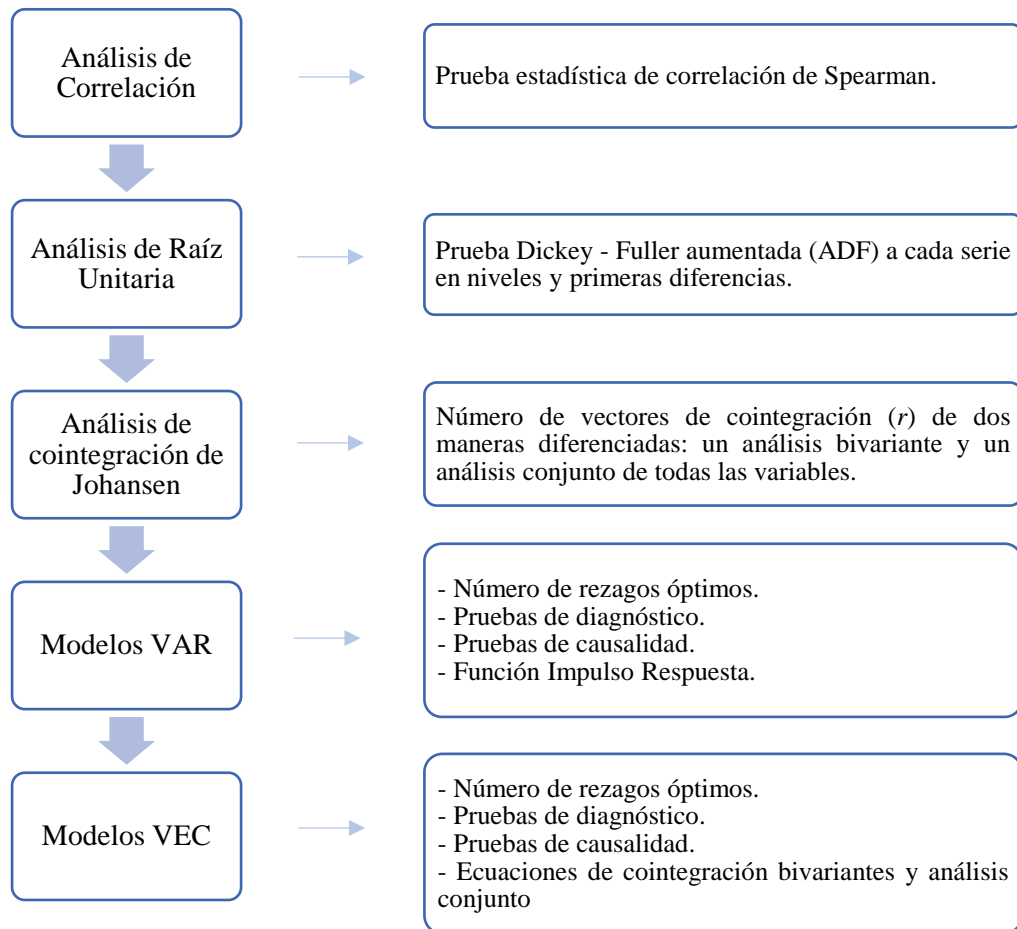 Análisis de
Correlación
Prueba estadística de correlación de Spearman.
Análisis de Raíz
Unitaria
Prueba Dickey - Fuller aumentada (ADF) a cada serie
en niveles y primeras diferencias.
Análisis de
cointegración de
Johansen
Número de vectores de cointegración (r) de dos
maneras diferenciadas: un análisis bivariante y un
análisis conjunto de todas las variables.
Modelos VAR
- Número de rezagos óptimos.
- Pruebas de diagnóstico.
- Pruebas de causalidad.
- Función Impulso Respuesta.
Modelos VEC
- Número de rezagos óptimos.
- Pruebas de diagnóstico.
- Pruebas de causalidad.
- Ecuaciones de cointegración bivariantes y análisis
conjunto